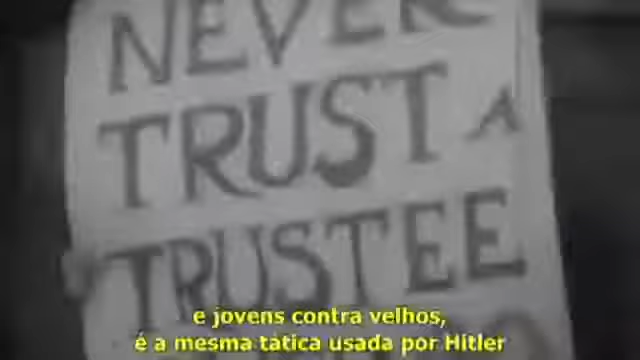 NEVER
TRUST A
TRUSTEE
e jovens contra velhos,
é a mesma tática usada por Hitler